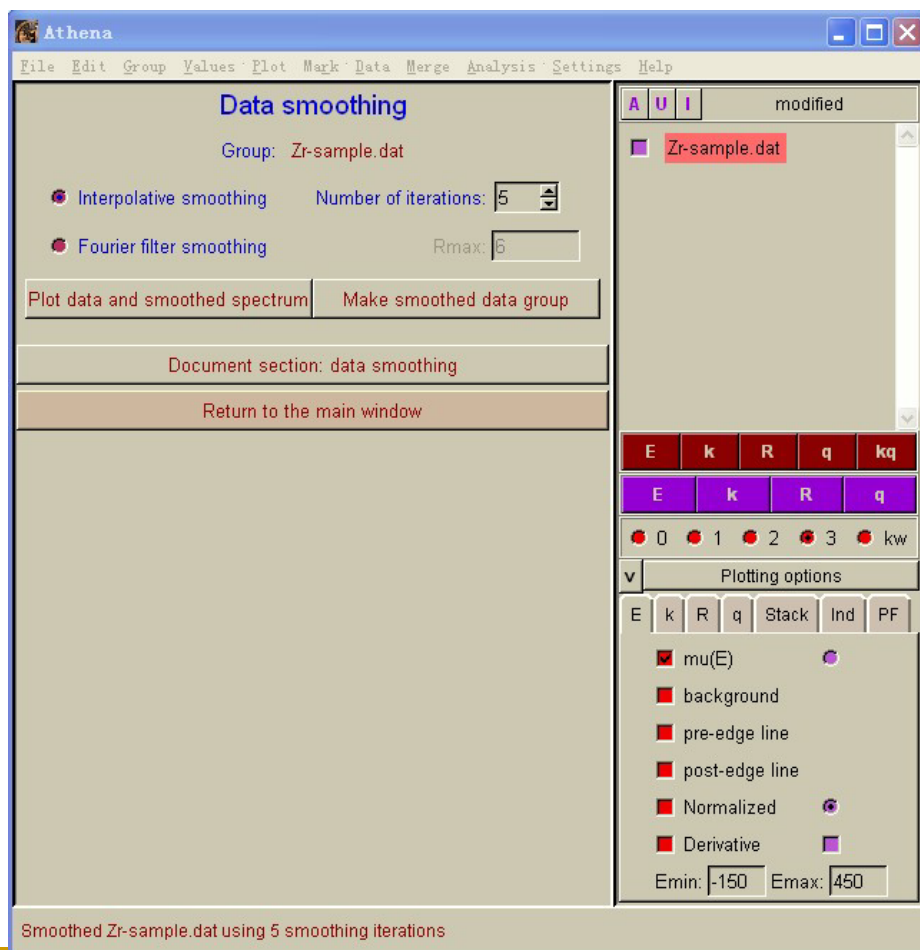 Athena
File Edit Group Values Plot Mark Data Merge Analysis Settings Help
Data smoothing
Group: Zr-sample.dat
Interpolative smoothing Number of iterations: 5
Fourier filter smoothing Rmax: 6
Plot data and smoothed spectrum Make smoothed data group
Document section: data smoothing
Return to the main window
A U I modified
Zr-sample.dat
E k R q kq
E k R q
0 1 2 3 kw
v Plotting options
E k R q Stack Ind PF
mu(E)
background
pre-edge line
post-edge line
Normalized
Derivative
Emin: -150 Emax: 450
Smoothed Zr-sample.dat using 5 smoothing iterations